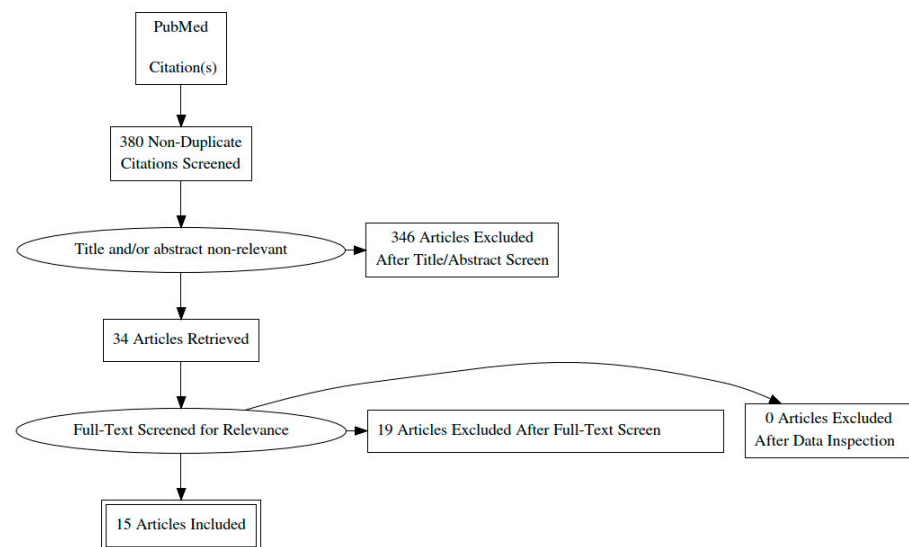 PubMed
Citation(s)
380 Non-Duplicate
Citations Screened
Title and/or abstract non-relevant
346 Articles Excluded
After Title/Abstract Screen
34 Articles Retrieved
Full-Text Screened for Relevance
19 Articles Excluded After Full-Text Screen
0 Articles Excluded
After Data Inspection
15 Articles Included